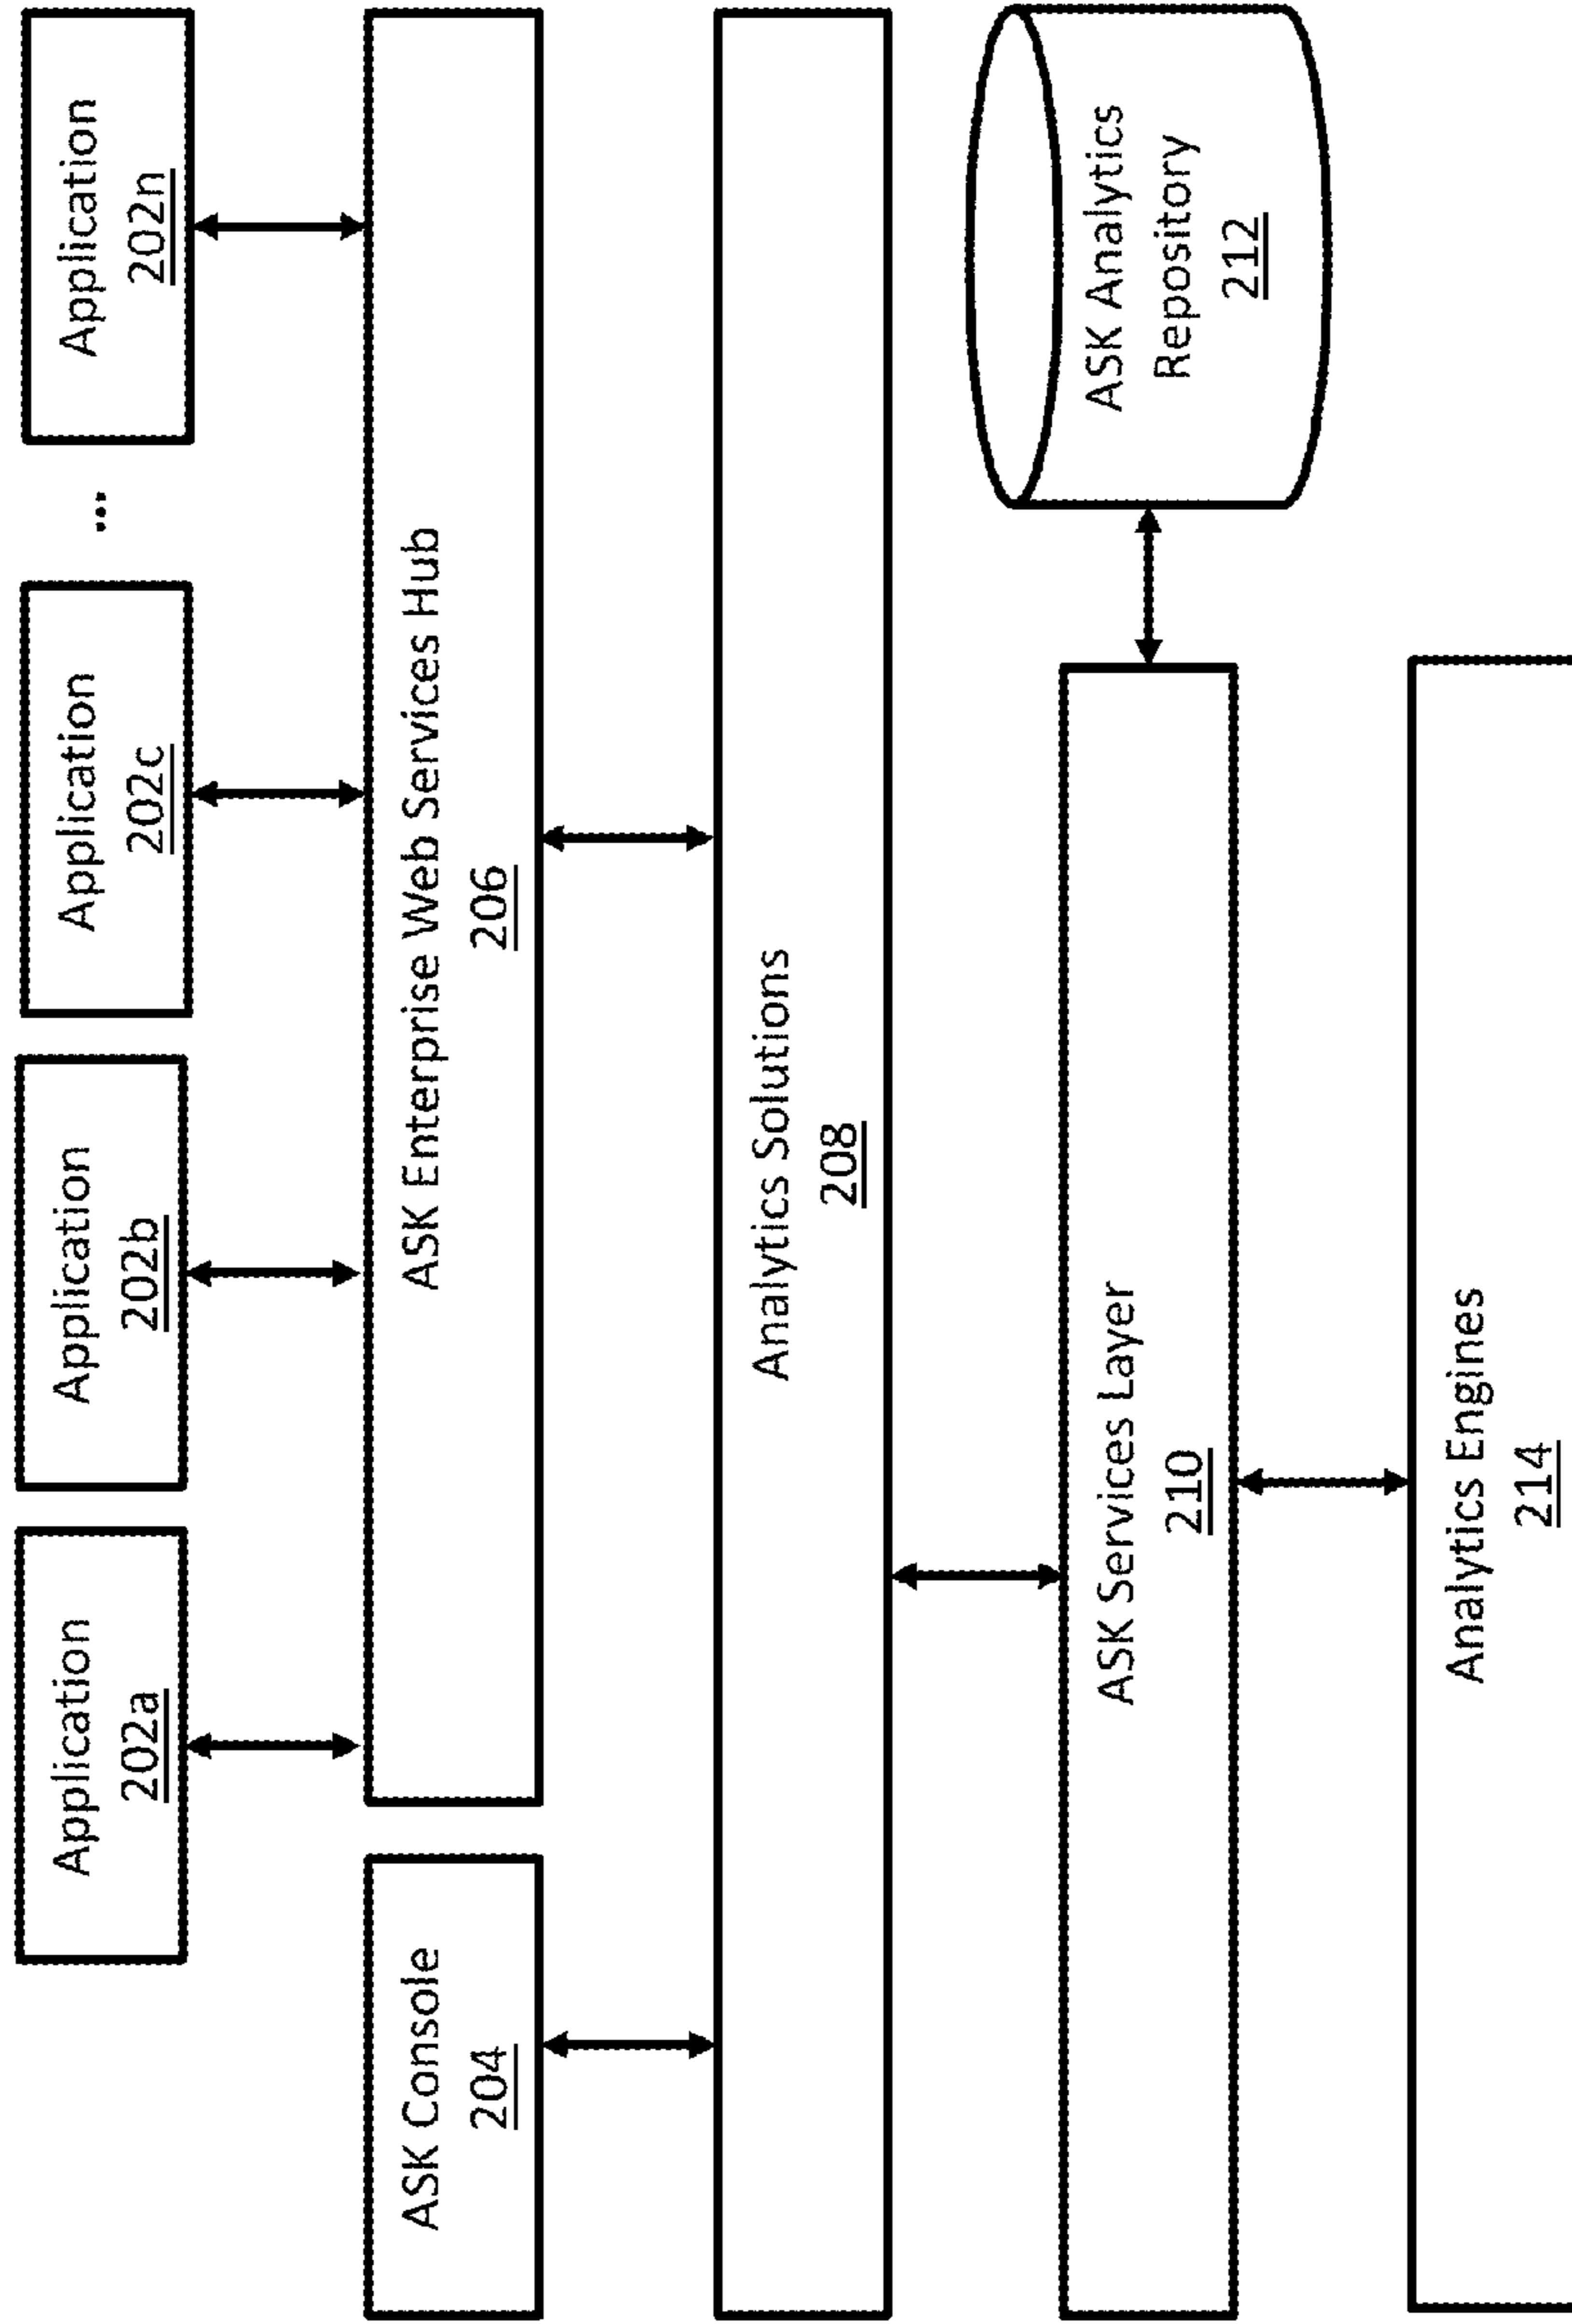 Application
202a
Application
202b
Application
202c
...
Application
202n
ASK Console
204
ASK Enterprise Web Services Hub
206
Analytics Solutions
208
ASK Services Layer
210
ASK Analytics
Repository
212
Analytics Engines
214